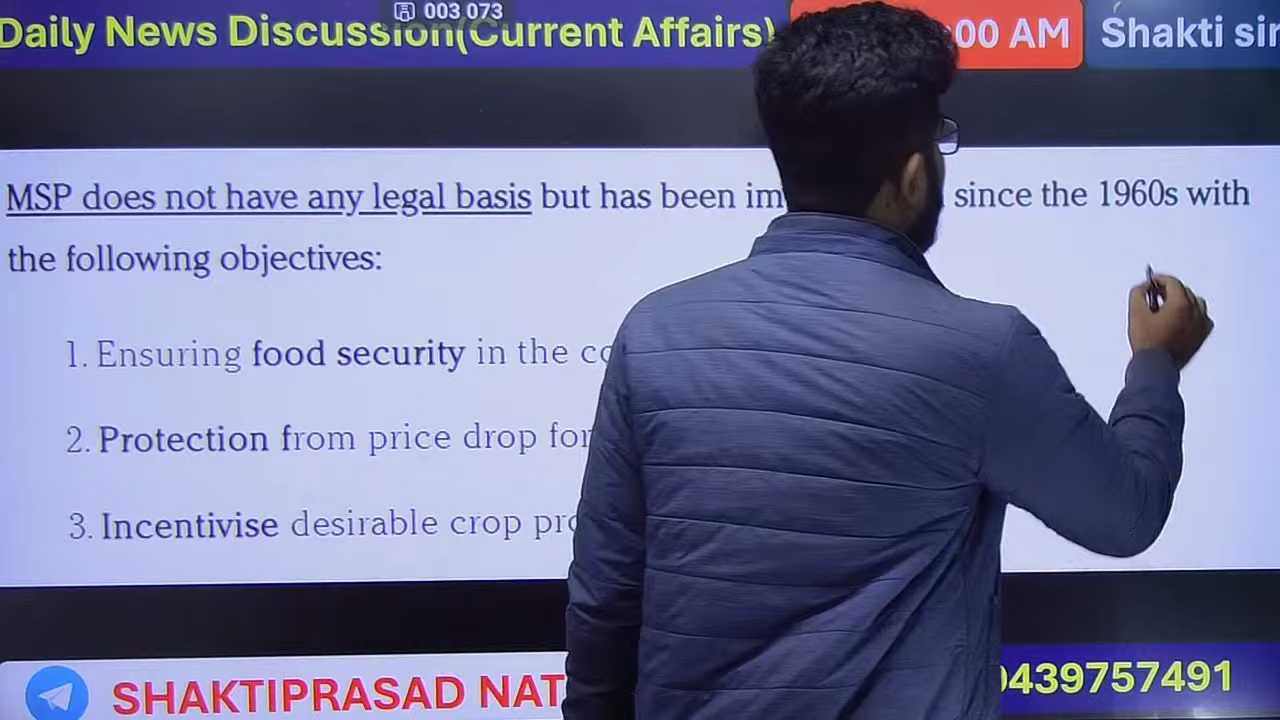 003 073
Daily News Discussion(Current Affairs)
00 AM
Shakti sir
MSP does not have any legal basis but has been im since the 1960s with
the following objectives:
1. Ensuring food security in the co
2. Protection from price drop for
3. Incentivise desirable crop pro
SHAKTIPRASAD NAT
0439757491